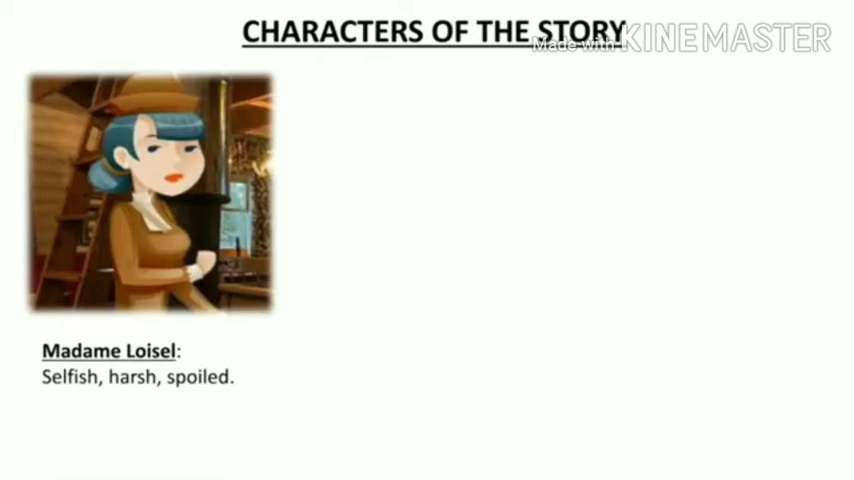 CHARACTERS OF THE STORY
Made with KINEMASTER
Madame Loisel:
Selfish, harsh, spoiled.